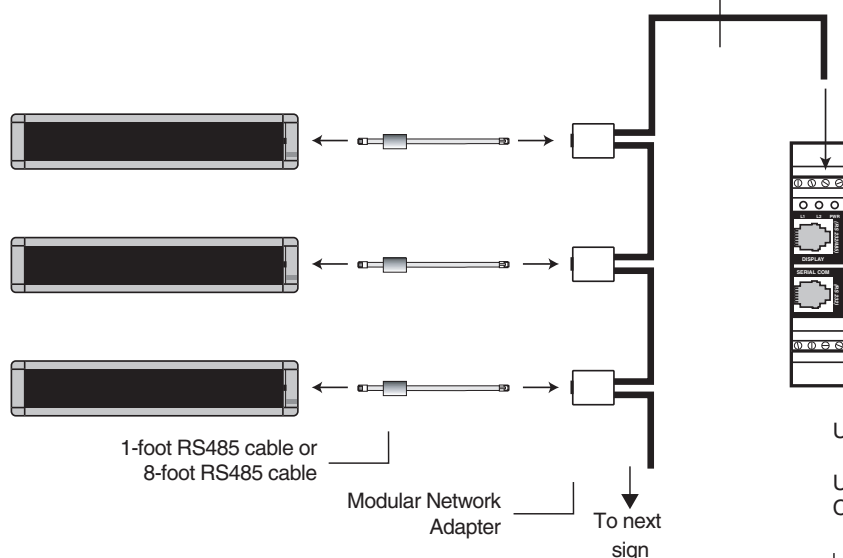 L1 L2 PWR
DISPLAY
SERIAL COM
1-foot RS485 cable or
8-foot RS485 cable
Modular Network
Adapter
To next
sign